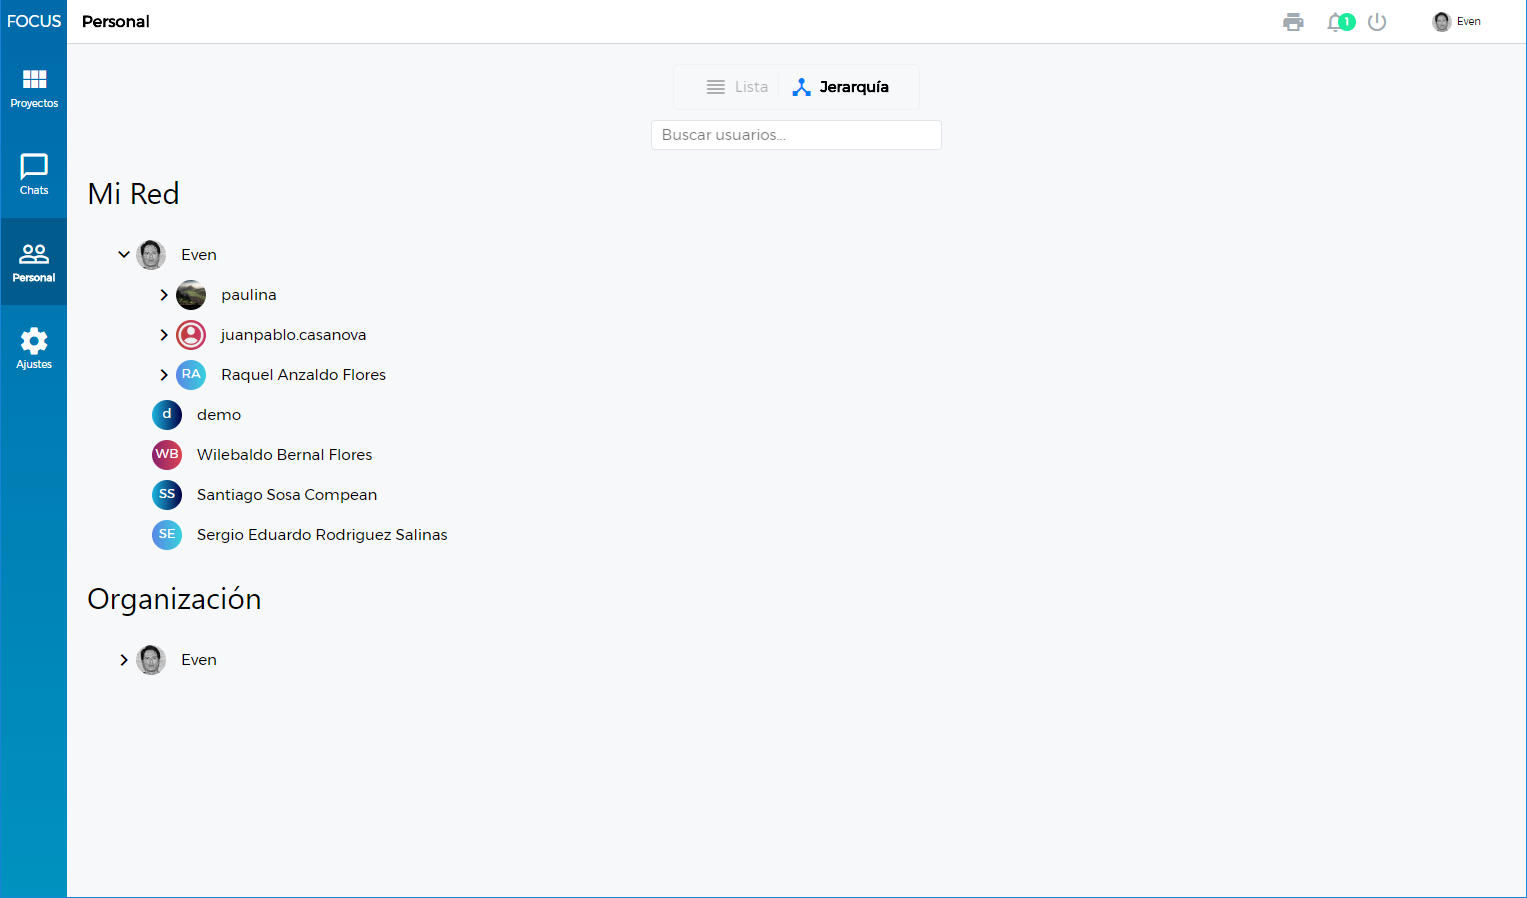 FOCUS
Personal
1
Even
Proyectos
Chats
Personal
Ajustes
Lista
Jerarquía
Buscar usuarios...
Mi Red
Even
paulina
juanpablo.casanova
RA Raquel Anzaldo Flores
d demo
WB Wilebaldo Bernal Flores
SS Santiago Sosa Compean
SE Sergio Eduardo Rodriguez Salinas
Organización
Even